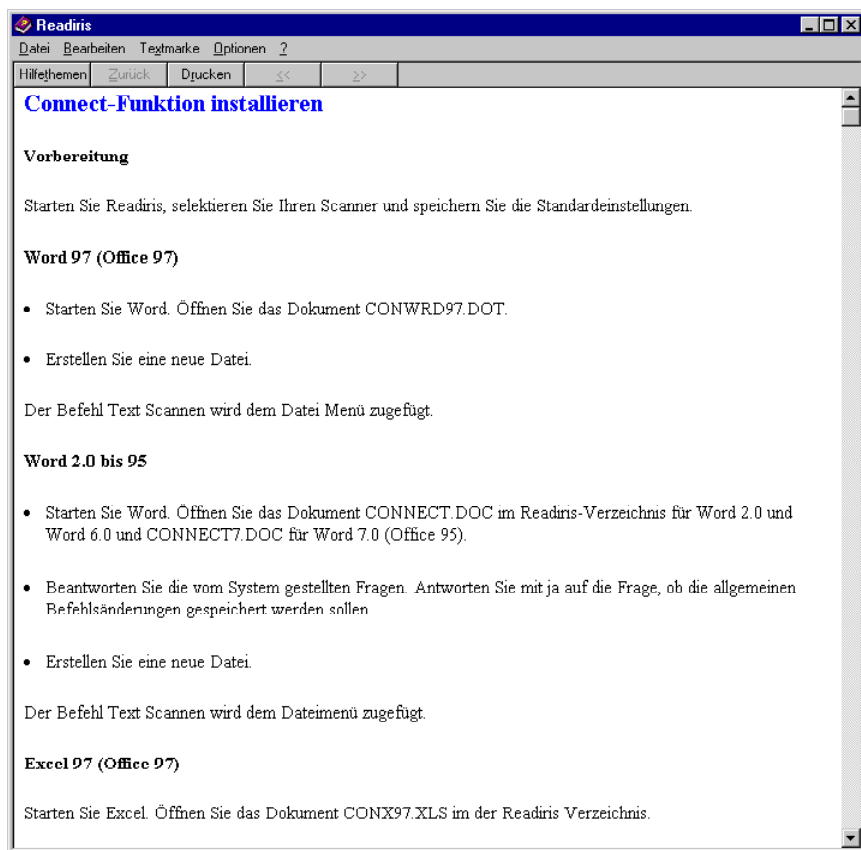 Readiris
Datei Bearbeiten Textmarke Optionen ?
Hilfethemen Zurück Drucken << >>
Connect-Funktion installieren
Vorbereitung
Starten Sie Readiris, selektieren Sie Ihren Scanner und speichern Sie die Standardeinstellungen.
Word 97 (Office 97)
• Starten Sie Word. Öffnen Sie das Dokument CONWRD97.DOT.
• Erstellen Sie eine neue Datei.
Der Befehl Text Scannen wird dem Datei Menü zugefügt.
Word 2.0 bis 95
• Starten Sie Word. Öffnen Sie das Dokument CONNECT.DOC im Readiris-Verzeichnis für Word 2.0 und
Word 6.0 und CONNECT7.DOC für Word 7.0 (Office 95).
• Beantworten Sie die vom System gestellten Fragen. Antworten Sie mit ja auf die Frage, ob die allgemeinen
Befehlsänderungen gespeichert werden sollen
• Erstellen Sie eine neue Datei.
Der Befehl Text Scannen wird dem Dateimenü zugefügt.
Excel 97 (Office 97)
Starten Sie Excel. Öffnen Sie das Dokument CONX97.XLS im der Readiris Verzeichnis.